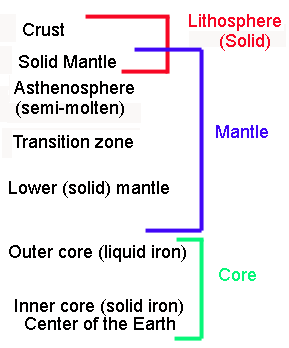 Crust
Lithosphere
(Solid)
Solid Mantle
Asthenosphere
(semi-molten)
Mantle
Transition zone
Lower (solid) mantle
Outer core (liquid iron)
Core
Inner core (solid iron)
Center of the Earth